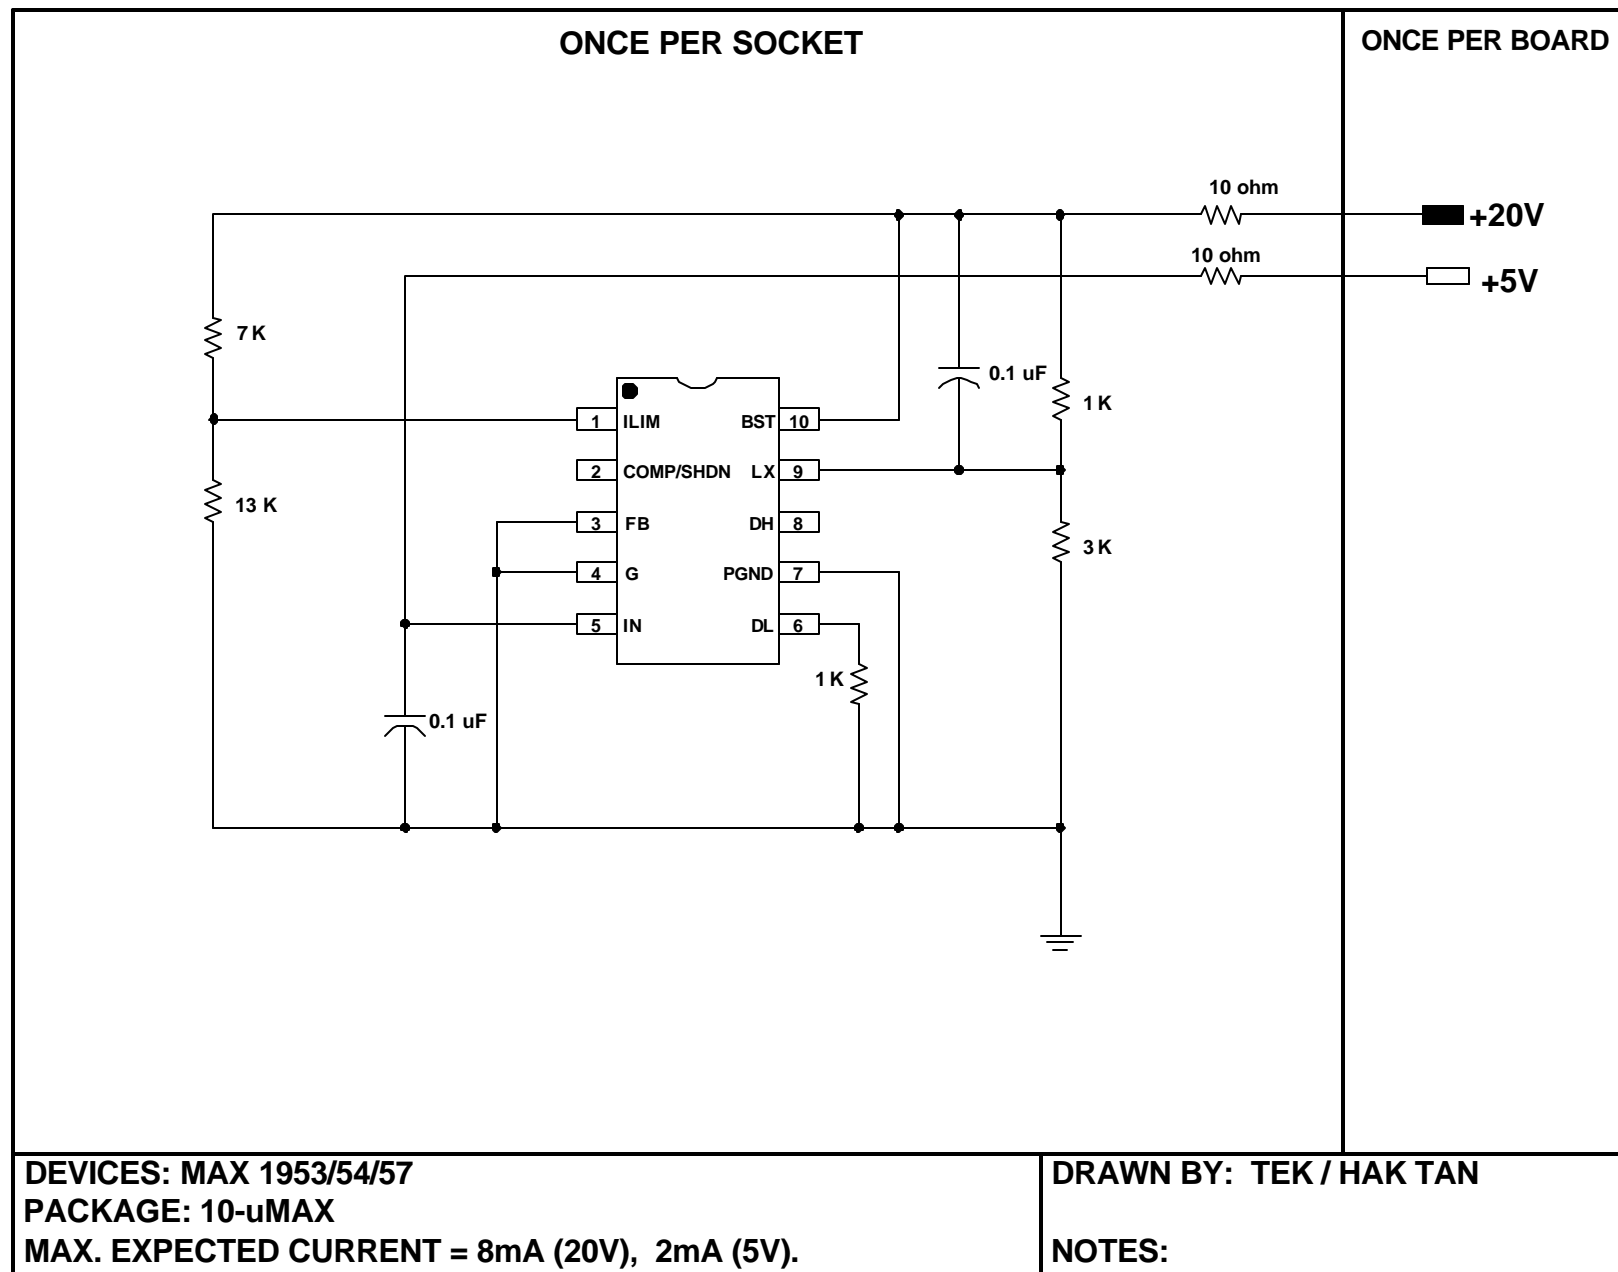 ONCE PER SOCKET
ONCE PER BOARD
10 ohm
+20V
10 ohm
+5V
7 K
0.1 uF
1 K
1 ILIM
BST 10
2 COMP/SHDN
LX 9
13 K
3 FB
DH 8
3 K
4 G
PGND 7
5 IN
DL 6
1 K
0.1 uF
DEVICES: MAX 1953/54/57
PACKAGE: 10-uMAX
MAX. EXPECTED CURRENT = 8mA (20V), 2mA (5V).
DRAWN BY: TEK / HAK TAN
NOTES: